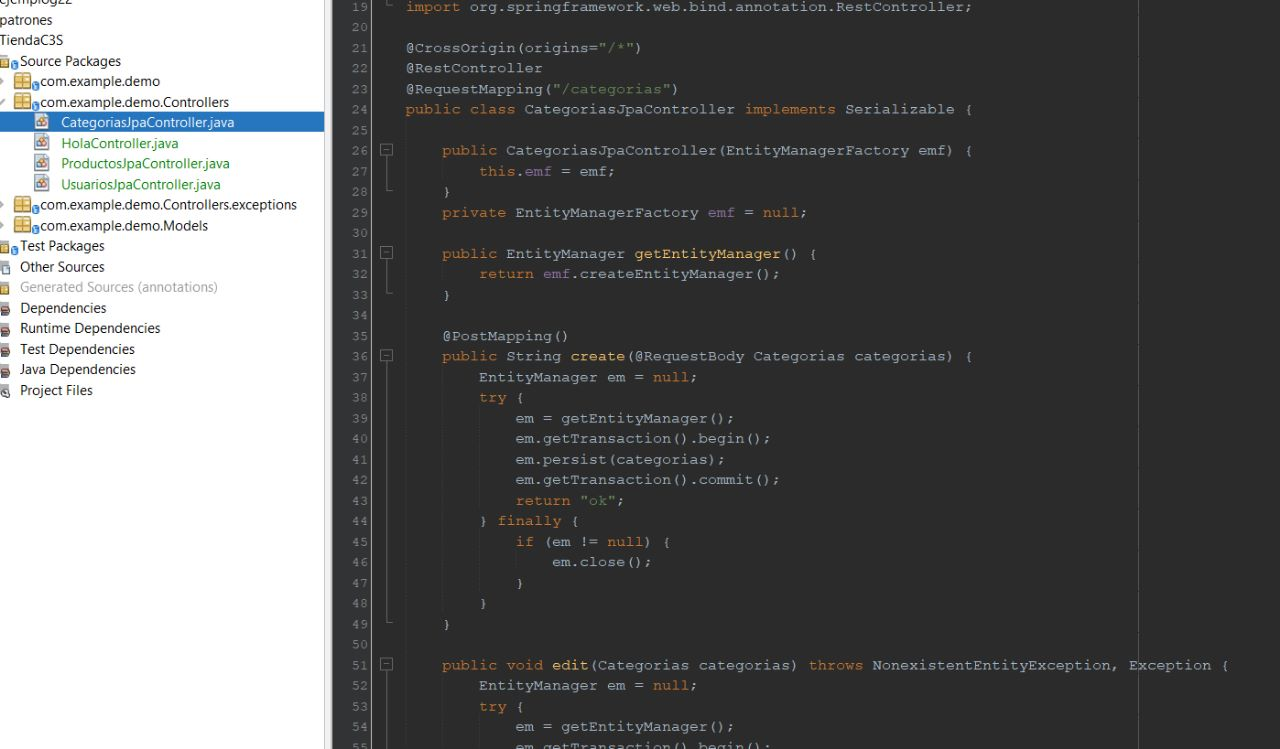 patrones
TiendaC3S
Source Packages
com.example.demo
com.example.demo.Controllers
CategoriasJpaController.java
HolaController.java
ProductosJpaController.java
UsuariosJpaController.java
com.example.demo.Controllers.exceptions
com.example.demo.Models
Test Packages
Other Sources
Generated Sources (annotations)
Dependencies
Runtime Dependencies
Test Dependencies
Java Dependencies
Project Files
19 import org.springframework.web.bind.annotation.RestController;
20
21 @CrossOrigin(origins="/*")
22 @RestController
23 @RequestMapping("/categorias")
24 public class CategoriasJpaController implements Serializable {
25
26 public CategoriasJpaController(EntityManagerFactory emf) {
27 this.emf = emf;
28 }
29 private EntityManagerFactory emf = null;
30
31 public EntityManager getEntityManager() {
32 return emf.createEntityManager();
33 }
34
35 @PostMapping()
36 public String create(@RequestBody Categorias categorias) {
37 EntityManager em = null;
38 try {
39 em = getEntityManager();
40 em.getTransaction().begin();
41 em.persist(categorias);
42 em.getTransaction().commit();
43 return "ok";
44 } finally {
45 if (em != null) {
46 em.close();
47 }
48 }
49 }
50
51 public void edit(Categorias categorias) throws NonexistentEntityException, Exception {
52 EntityManager em = null;
53 try {
54 em = getEntityManager();
55 em.getTransaction().begin();